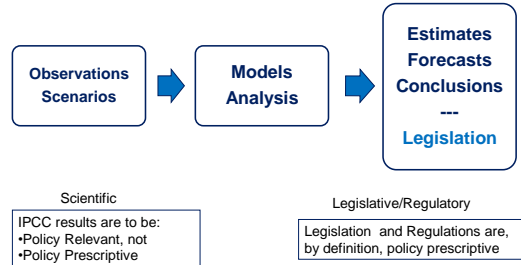 Observations
Scenarios
Models
Analysis
Estimates
Forecasts
Conclusions
---
Legislation
Scientific
IPCC results are to be:
•Policy Relevant, not
•Policy Prescriptive
Legislative/Regulatory
Legislation and Regulations are,
by definition, policy prescriptive